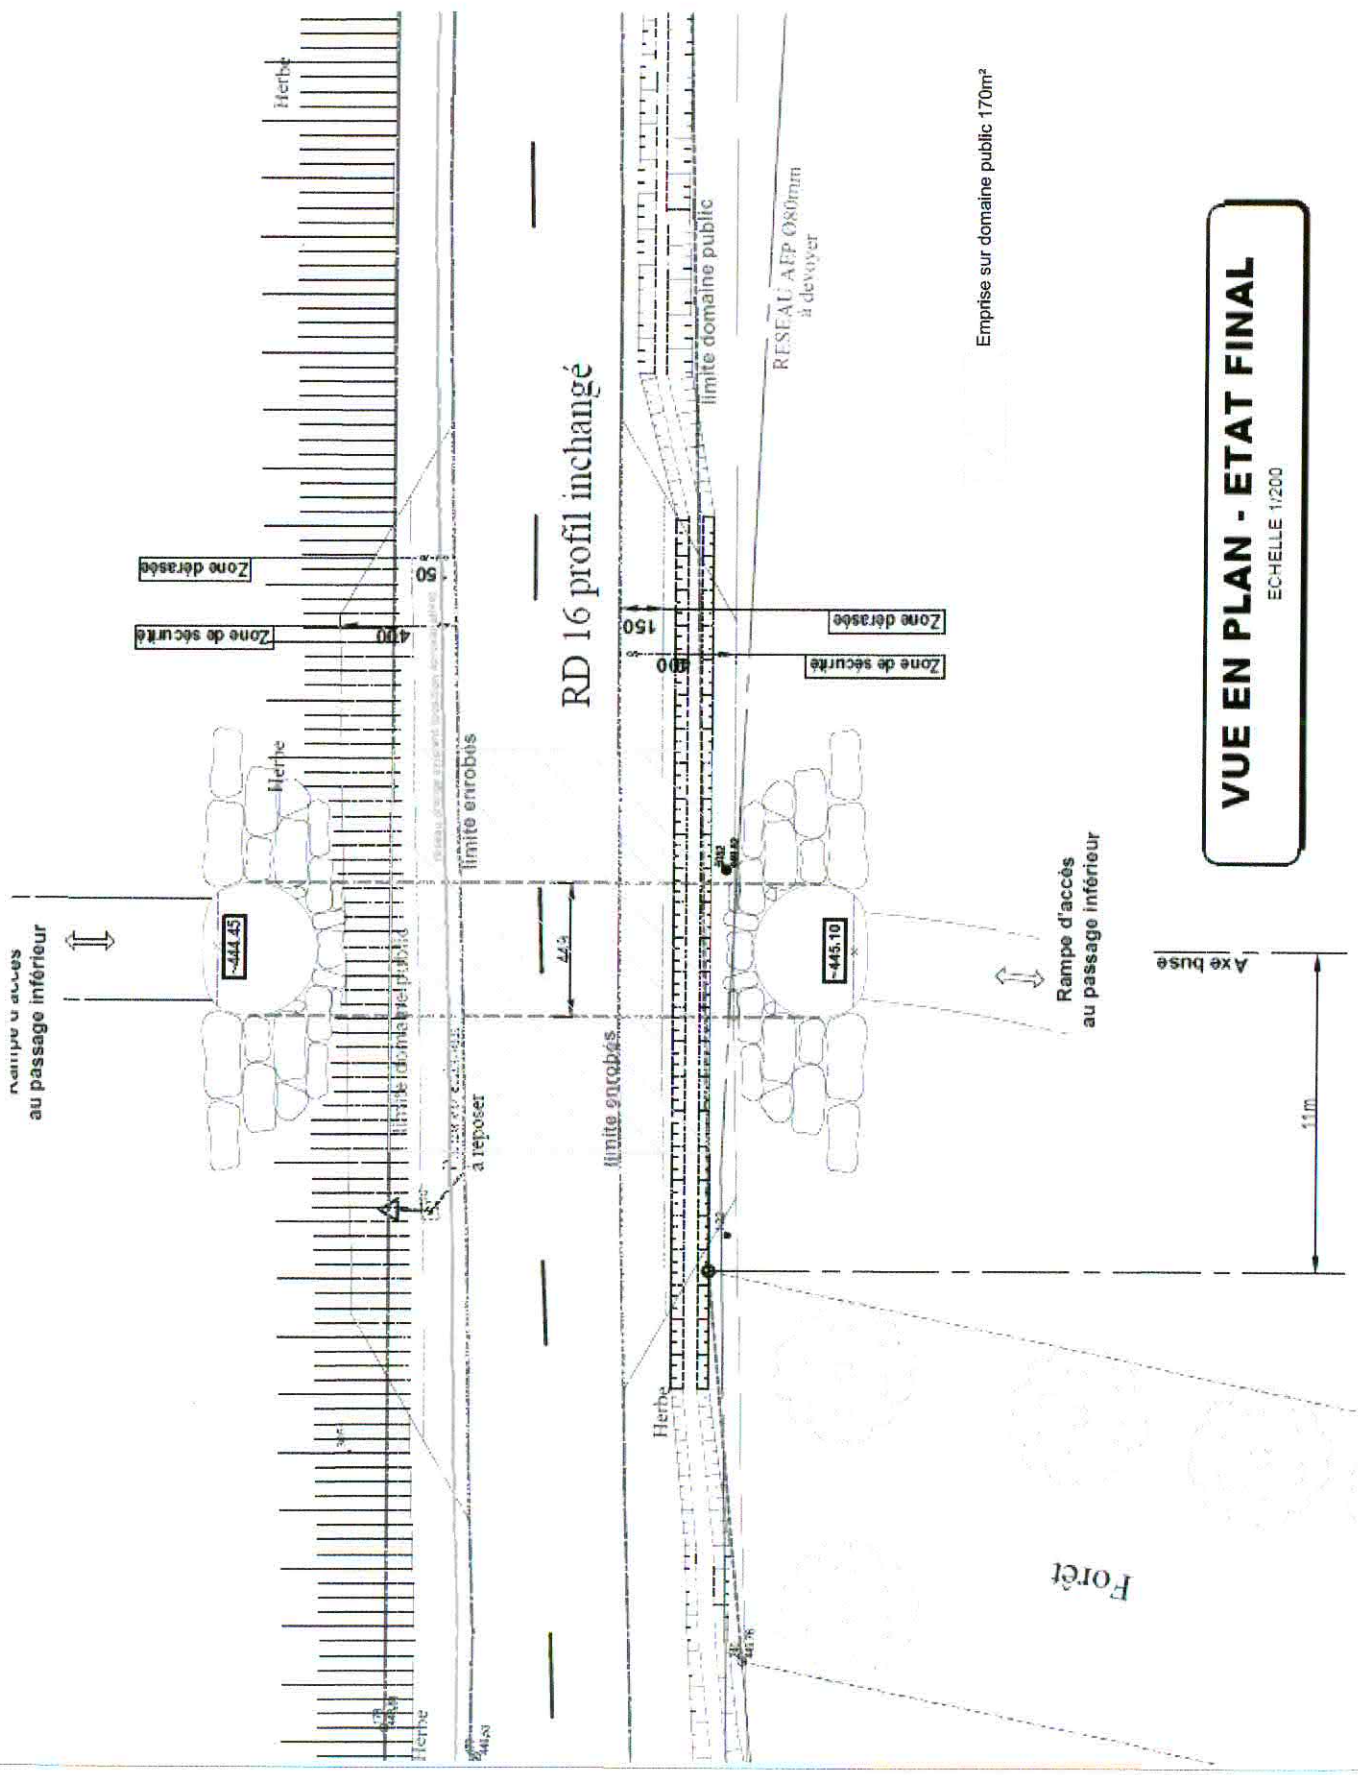 Rampe d'accès
au passage inférieur
Herbe
Herbe
Herbe
Herbe
~444.45
Zone de sécurité
Zone dérasée
400
50
limite domaine public
limite enrobés
à reposer
RD 16 profil inchangé
449
limite enrobés
150
400
Zone de sécurité
Zone dérasée
limite domaine public
RESEAU AEP Ø80mm
à devoyer
~445.10
Rampe d'accès
au passage inférieur
Axe buse
11m
Forêt
Emprise sur domaine public 170m²
VUE EN PLAN - ETAT FINAL
ECHELLE 1/200